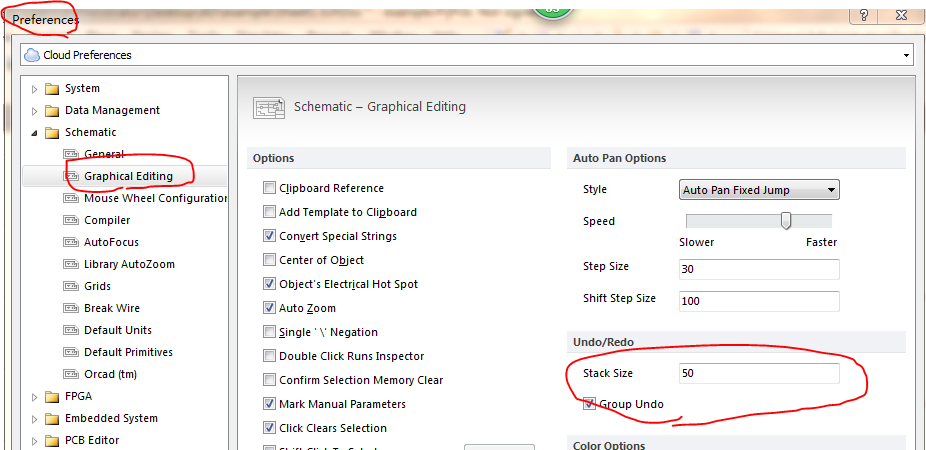 Preferences
Cloud Preferences
System
Data Management
Schematic
General
Graphical Editing
Mouse Wheel Configuration
Compiler
AutoFocus
Library AutoZoom
Grids
Break Wire
Default Units
Default Primitives
Orcad (tm)
FPGA
Embedded System
PCB Editor
Schematic – Graphical Editing
Options
Clipboard Reference
Add Template to Clipboard
Convert Special Strings
Center of Object
Object's Electrical Hot Spot
Auto Zoom
Single '\' Negation
Double Click Runs Inspector
Confirm Selection Memory Clear
Mark Manual Parameters
Click Clears Selection
Auto Pan Options
Style Auto Pan Fixed Jump
Speed
Slower Faster
Step Size 30
Shift Step Size 100
Undo/Redo
Stack Size 50
Group Undo
Color Options